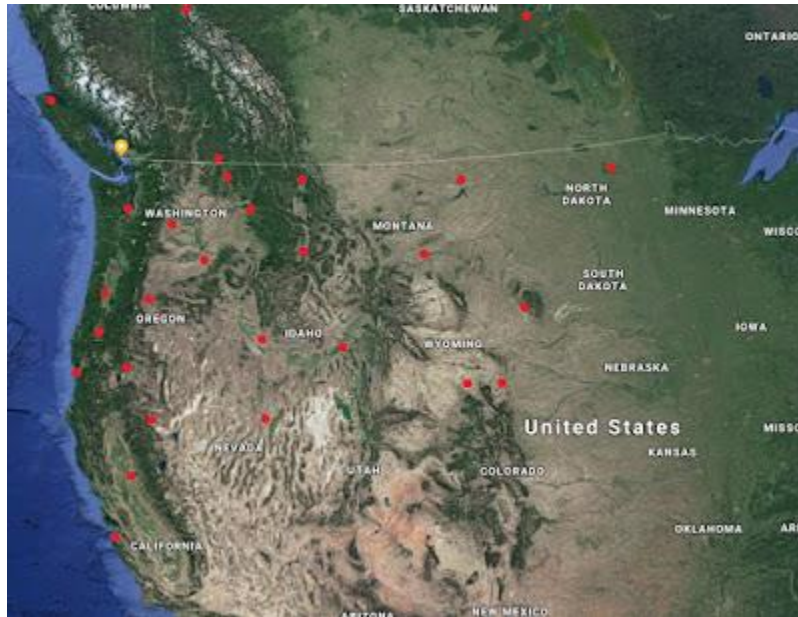 COLUMBIA
SASKATCHEWAN
ONTARIO
WASHINGTON
NORTH
DAKOTA
MINNESOTA
MONTANA
WISCO
SOUTH
DAKOTA
OREGON
IDAHO
IOWA
WYOMING
NEBRASKA
United States
MISSO
NEVADA
KANSAS
UTAH
COLORADO
OKLAHOMA
AR
CALIFORNIA
ARIZONA
NEW MEXICO